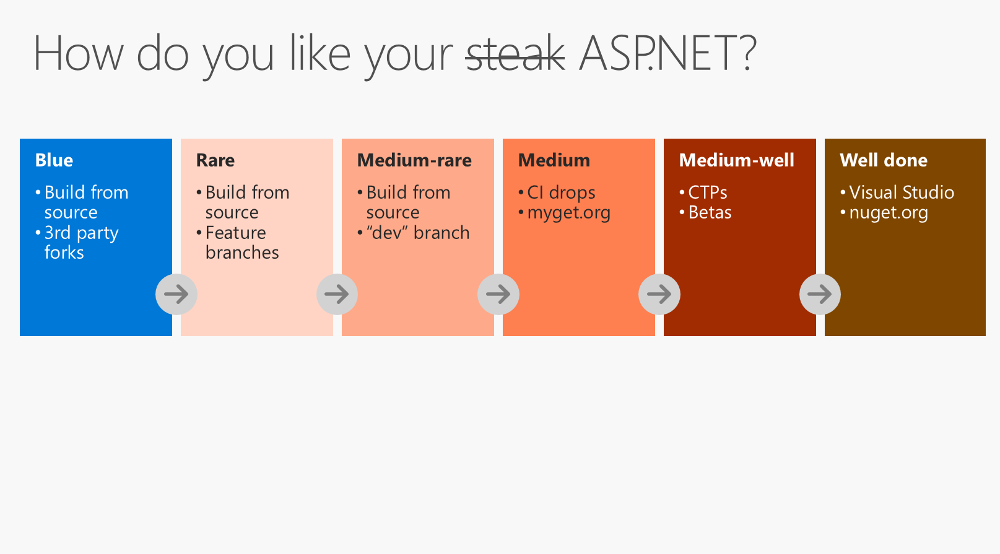 How do you like your steak ASP.NET?
Blue
• Build from
source
• 3rd party
forks
Rare
• Build from
source
• Feature
branches
Medium-rare
• Build from
source
• “dev” branch
Medium
• CI drops
• myget.org
Medium-well
• CTPs
• Betas
Well done
• Visual Studio
• nuget.org